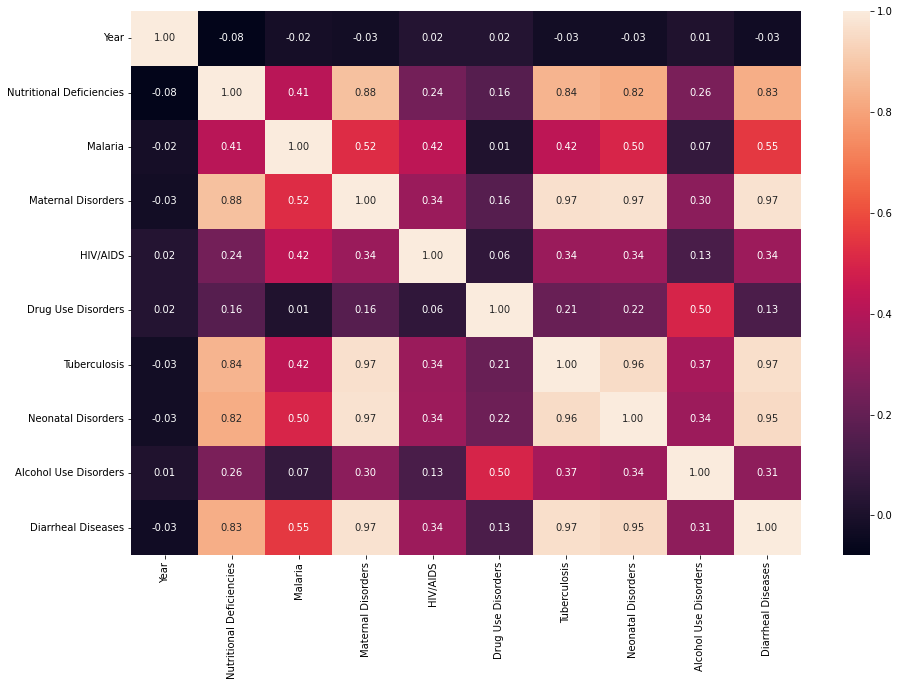 Year 1.00 -0.08 -0.02 -0.03 0.02 0.02 -0.03 -0.03 0.01 -0.03
Nutritional Deficiencies -0.08 1.00 0.41 0.88 0.24 0.16 0.84 0.82 0.26 0.83
Malaria -0.02 0.41 1.00 0.52 0.42 0.01 0.42 0.50 0.07 0.55
Maternal Disorders -0.03 0.88 0.52 1.00 0.34 0.16 0.97 0.97 0.30 0.97
HIV/AIDS 0.02 0.24 0.42 0.34 1.00 0.06 0.34 0.34 0.13 0.34
Drug Use Disorders 0.02 0.16 0.01 0.16 0.06 1.00 0.21 0.22 0.50 0.13
Tuberculosis -0.03 0.84 0.42 0.97 0.34 0.21 1.00 0.96 0.37 0.97
Neonatal Disorders -0.03 0.82 0.50 0.97 0.34 0.22 0.96 1.00 0.34 0.95
Alcohol Use Disorders 0.01 0.26 0.07 0.30 0.13 0.50 0.37 0.34 1.00 0.31
Diarrheal Diseases -0.03 0.83 0.55 0.97 0.34 0.13 0.97 0.95 0.31 1.00
Year
Nutritional Deficiencies
Malaria
Maternal Disorders
HIV/AIDS
Drug Use Disorders
Tuberculosis
Neonatal Disorders
Alcohol Use Disorders
Diarrheal Diseases
1.0
0.8
0.6
0.4
0.2
0.0